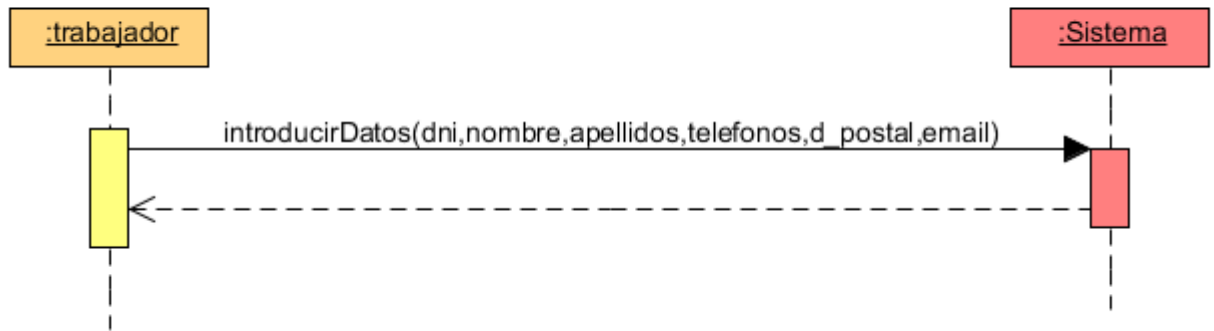 :trabajador
:Sistema
introducirDatos(dni,nombre,apellidos,telefonos,d_postal,email)